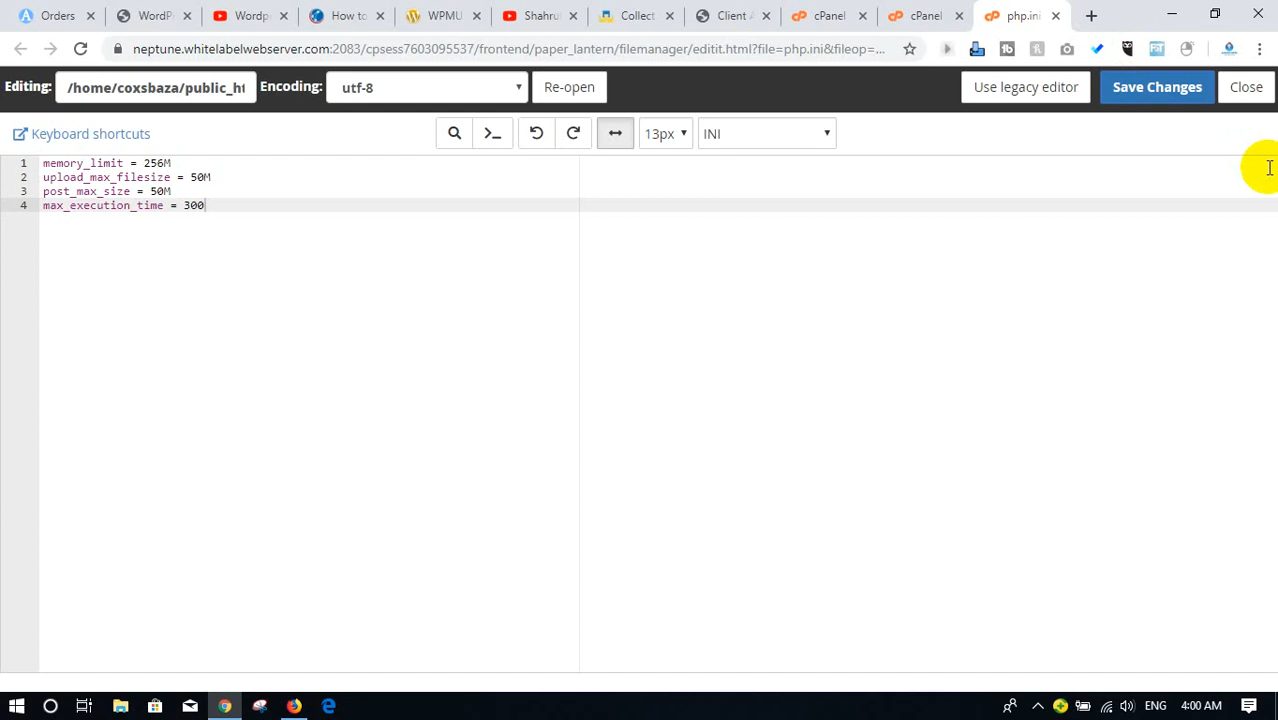 Orders
WordP
Wordpr
How to
WPMU
Shahru
Collect
Client A
cPanel
cPanel
php.ini
neptune.whitelabelwebserver.com:2083/cpsess7603095537/frontend/paper_lantern/filemanager/editit.html?file=php.ini&fileop=...
Editing:
/home/coxsbaza/public_ht
Encoding:
utf-8
Re-open
Use legacy editor
Save Changes
Close
Keyboard shortcuts
13px
INI
1 memory_limit = 256M
2 upload_max_filesize = 50M
3 post_max_size = 50M
4 max_execution_time = 300
ENG
4:00 AM